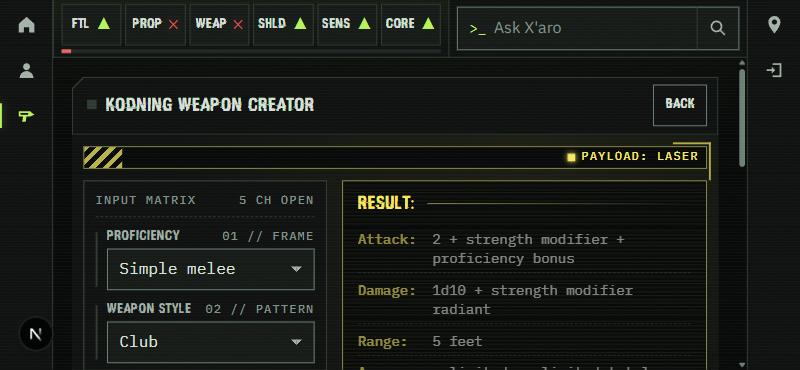 FTL PROP WEAP SHLD SENS CORE
>_ Ask X'aro
KODNING WEAPON CREATOR
BACK
PAYLOAD: LASER
INPUT MATRIX 5 CH OPEN
PROFICIENCY 01 // FRAME
Simple melee
WEAPON STYLE 02 // PATTERN
Club
RESULT:
Attack: 2 + strength modifier +
proficiency bonus
Damage: 1d10 + strength modifier
radiant
Range: 5 feet
N